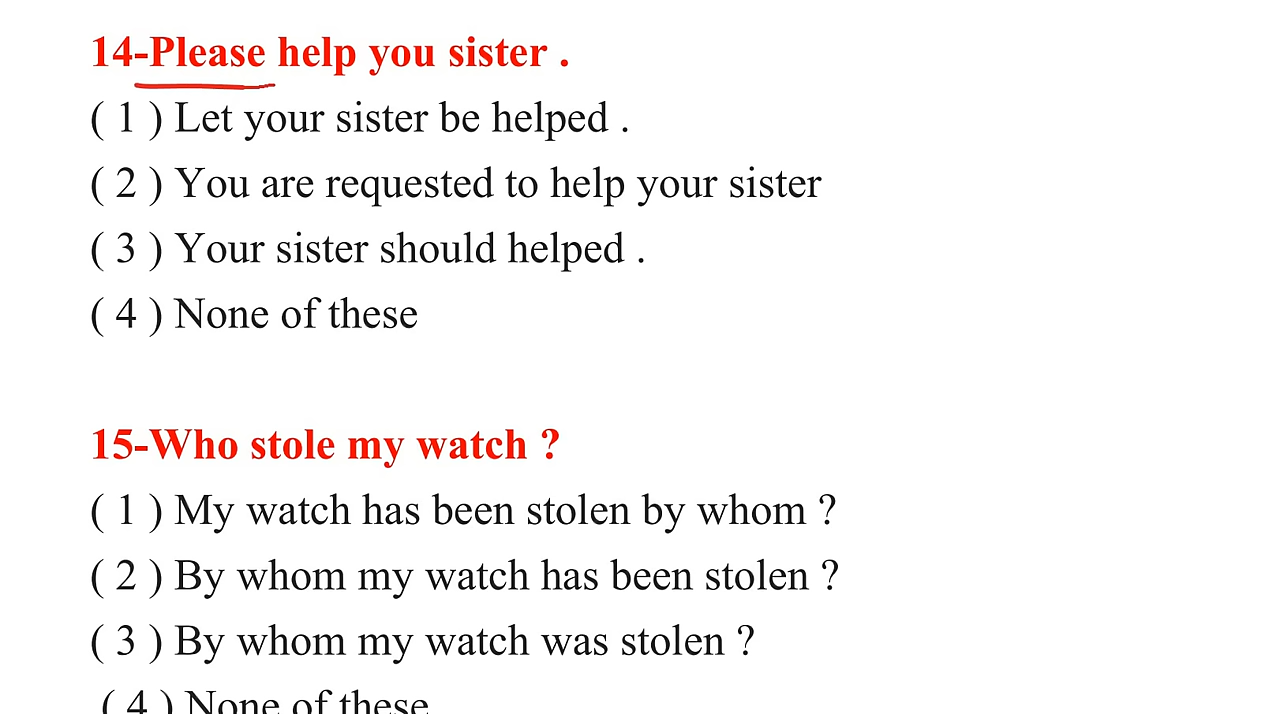 14-Please help you sister .
( 1 ) Let your sister be helped .
( 2 ) You are requested to help your sister
( 3 ) Your sister should helped .
( 4 ) None of these
15-Who stole my watch ?
( 1 ) My watch has been stolen by whom ?
( 2 ) By whom my watch has been stolen ?
( 3 ) By whom my watch was stolen ?
( 4 ) None of these